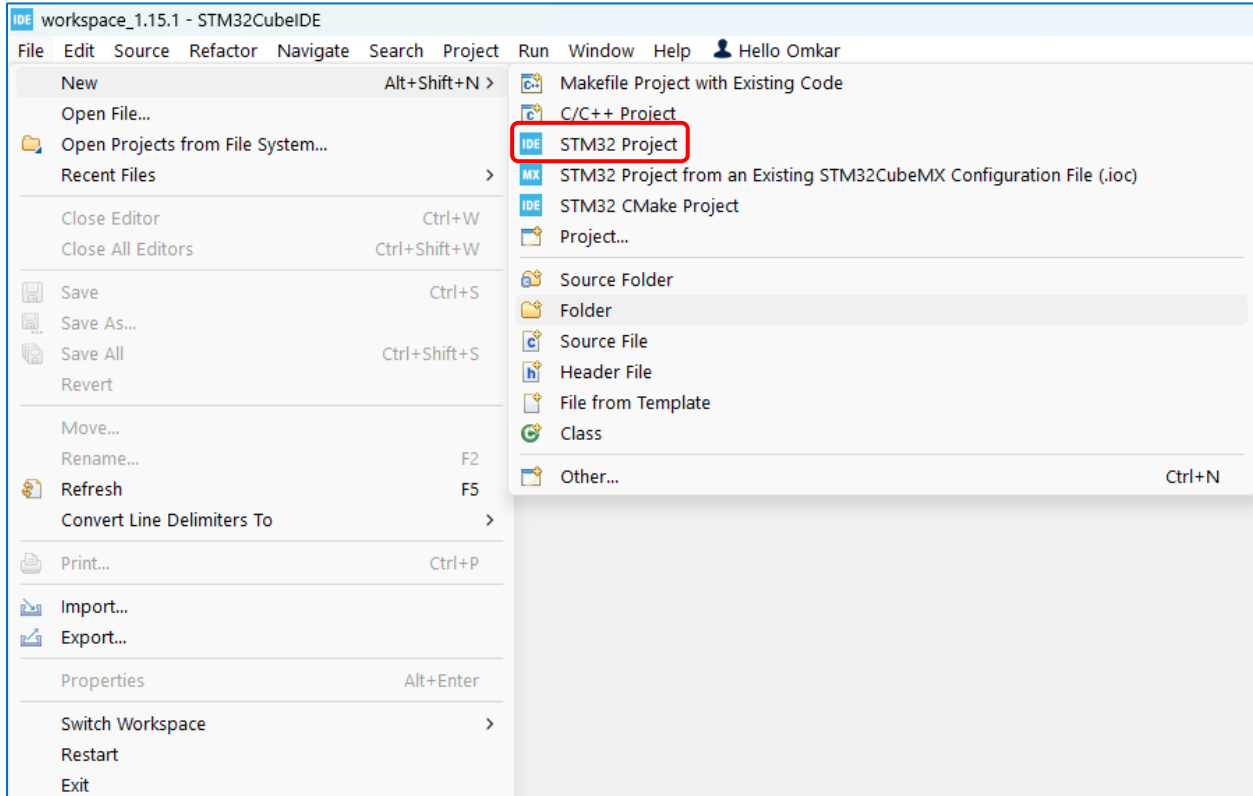 IDE workspace_1.15.1 - STM32CubeIDE
File Edit Source Refactor Navigate Search Project Run Window Help Hello Omkar
New Alt+Shift+N >
Open File...
Open Projects from File System...
Recent Files >
Close Editor Ctrl+W
Close All Editors Ctrl+Shift+W
Save Ctrl+S
Save As...
Save All Ctrl+Shift+S
Revert
Move...
Rename... F2
Refresh F5
Convert Line Delimiters To >
Print... Ctrl+P
Import...
Export...
Properties Alt+Enter
Switch Workspace >
Restart
Exit
C++ Makefile Project with Existing Code
C C/C++ Project
IDE STM32 Project
MX STM32 Project from an Existing STM32CubeMX Configuration File (.ioc)
IDE STM32 CMake Project
Project...
Source Folder
Folder
c Source File
h Header File
File from Template
C Class
Other... Ctrl+N